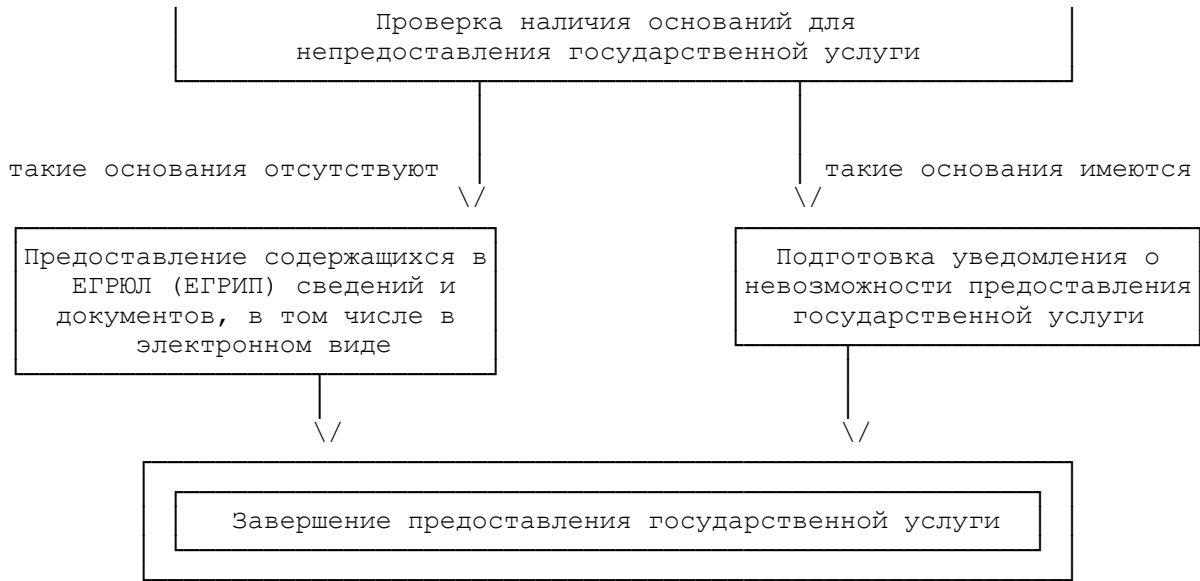 Проверка наличия оснований для
непредоставления государственной услуги
такие основания отсутствуют
такие основания имеются
Предоставление содержащихся в
ЕГРЮЛ (ЕГРИП) сведений и
документов, в том числе в
электронном виде
Подготовка уведомления о
невозможности предоставления
государственной услуги
Завершение предоставления государственной услуги